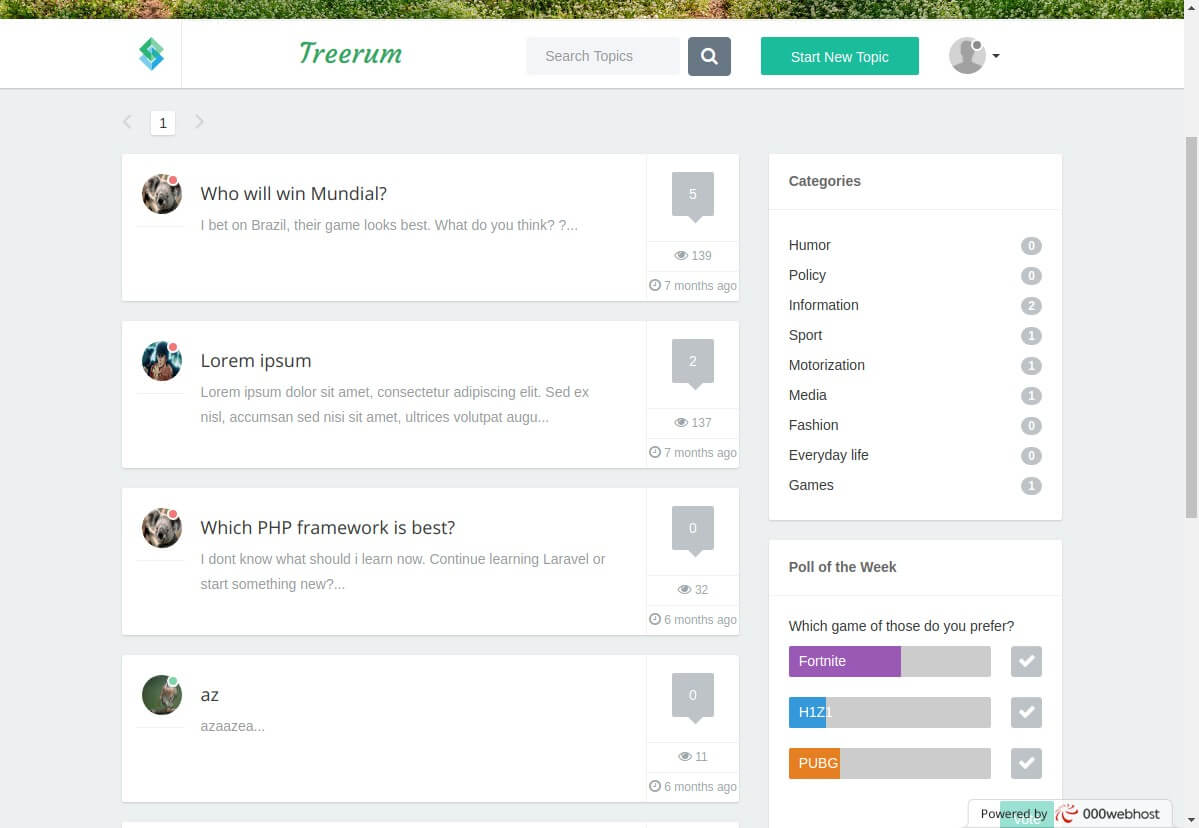 Treerum
Search Topics
Start New Topic
1
Who will win Mundial?
I bet on Brazil, their game looks best. What do you think? ?...
5
139
7 months ago
Lorem ipsum
Lorem ipsum dolor sit amet, consectetur adipiscing elit. Sed ex
nisl, accumsan sed nisi sit amet, ultrices volutpat augu...
2
137
7 months ago
Which PHP framework is best?
I dont know what should i learn now. Continue learning Laravel or
start something new?...
0
32
6 months ago
az
azaazea...
0
11
6 months ago
Categories
Humor 0
Policy 0
Information 2
Sport 1
Motorization 1
Media 1
Fashion 0
Everyday life 0
Games 1
Poll of the Week
Which game of those do you prefer?
Fortnite
H1Z1
PUBG
Vote
Powered by 000webhost